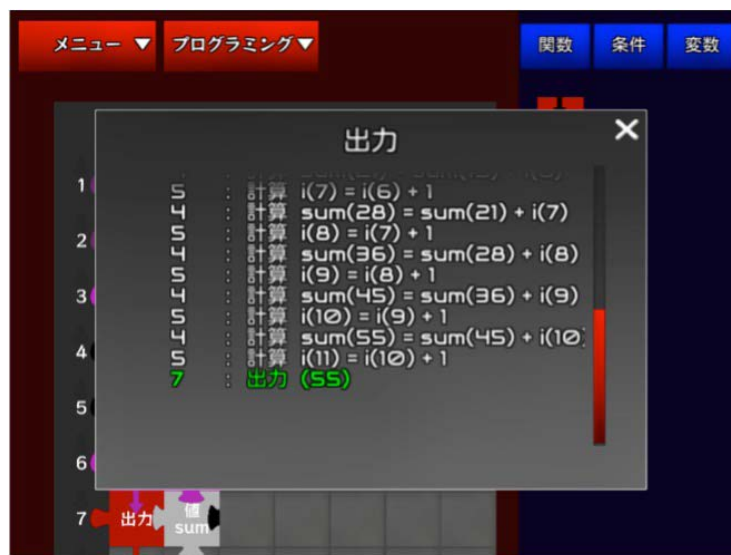 メニュー ▼ プログラミング▼ 関数 条件 変数
出力 ×
5 : 計算 i(7) = i(6) + 1
4 : 計算 sum(28) = sum(21) + i(7)
5 : 計算 i(8) = i(7) + 1
4 : 計算 sum(36) = sum(28) + i(8)
5 : 計算 i(9) = i(8) + 1
4 : 計算 sum(45) = sum(36) + i(9)
5 : 計算 i(10) = i(9) + 1
4 : 計算 sum(55) = sum(45) + i(10
5 : 計算 i(11) = i(10) + 1
7 : 出力 (55)
1
2
3
4
5
6
7 出力 値
sum